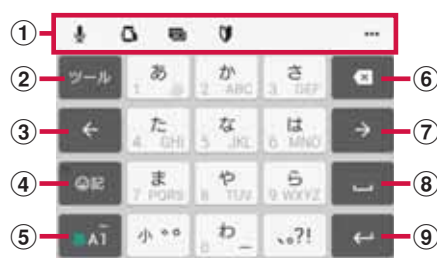 ①
② ツール あ 1 @ か 2 ABC さ 3 DEF ⑥
③ た 4 GHI な 5 JKL は 6 MNO ⑦
④ 記 ま 7 PQRS や 8 TUV ら 9 WXYZ ⑧
⑤ A1 小 わ 、。?! ⑨